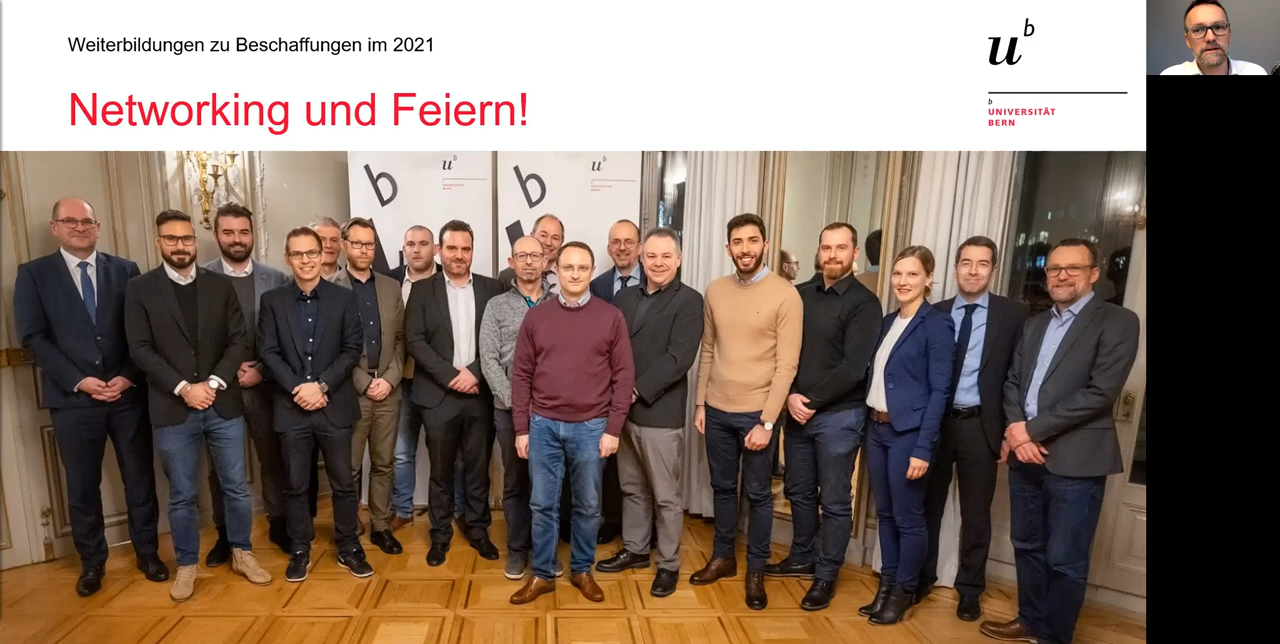 Weiterbildungen zu Beschaffungen im 2021
Networking und Feiern!
u^b
b
UNIVERSITÄT
BERN
b
u^b
b
u^b